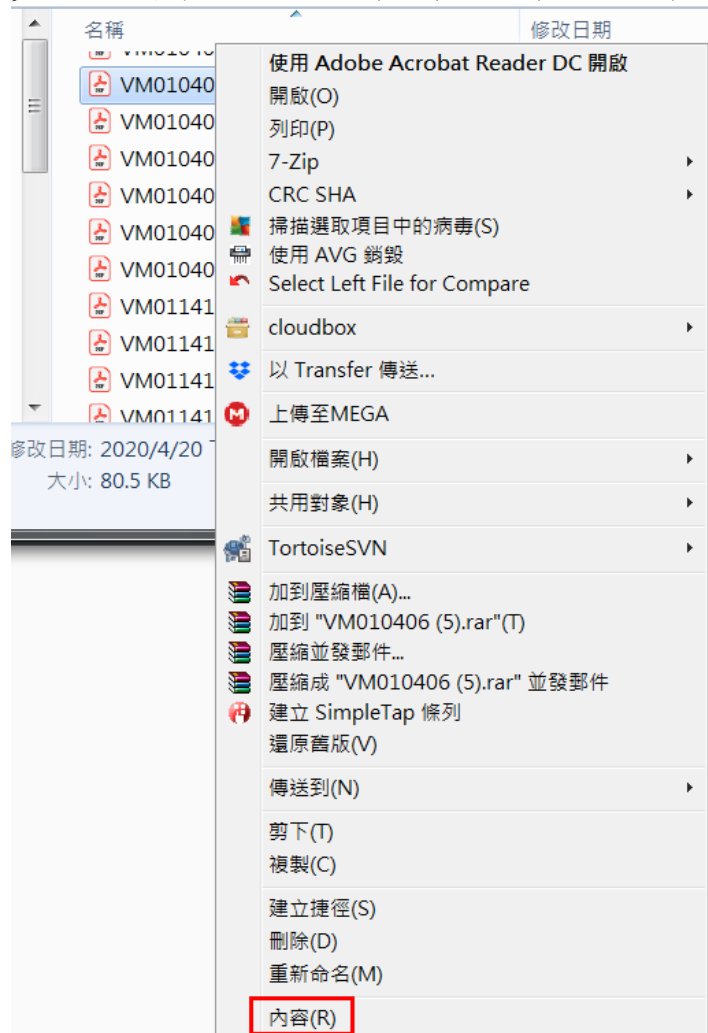 名稱
修改日期
VM01040
VM01040
VM01040
VM01040
VM01040
VM01040
VM01141
VM01141
VM01141
VM01141
修改日期: 2020/4/20
大小: 80.5 KB
使用 Adobe Acrobat Reader DC 開啟
開啟(O)
列印(P)
7-Zip
CRC SHA
掃描選取項目中的病毒(S)
使用 AVG 銷毀
Select Left File for Compare
cloudbox
以 Transfer 傳送...
上傳至MEGA
開啟檔案(H)
共用對象(H)
TortoiseSVN
加到壓縮檔(A)...
加到 "VM010406 (5).rar"(T)
壓縮並發郵件...
壓縮成 "VM010406 (5).rar" 並發郵件
建立 SimpleTap 條列
還原舊版(V)
傳送到(N)
剪下(T)
複製(C)
建立捷徑(S)
刪除(D)
重新命名(M)
內容(R)